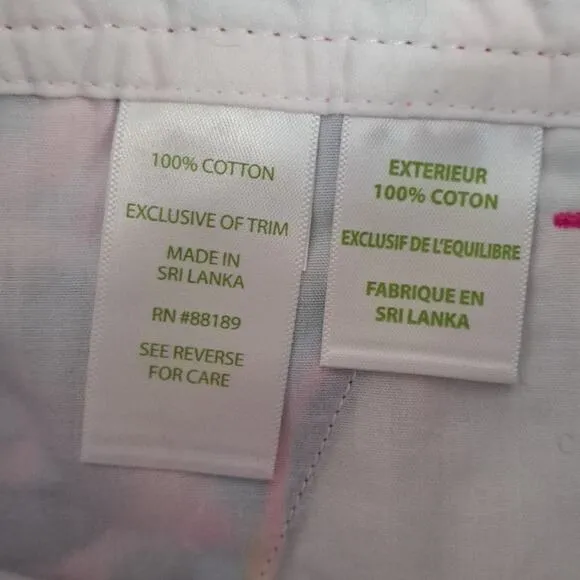 100% COTTON
EXCLUSIVE OF TRIM
MADE IN
SRI LANKA
RN #88189
SEE REVERSE
FOR CARE
EXTERIEUR
100% COTON
EXCLUSIF DE L'EQUILIBRE
FABRIQUE EN
SRI LANKA